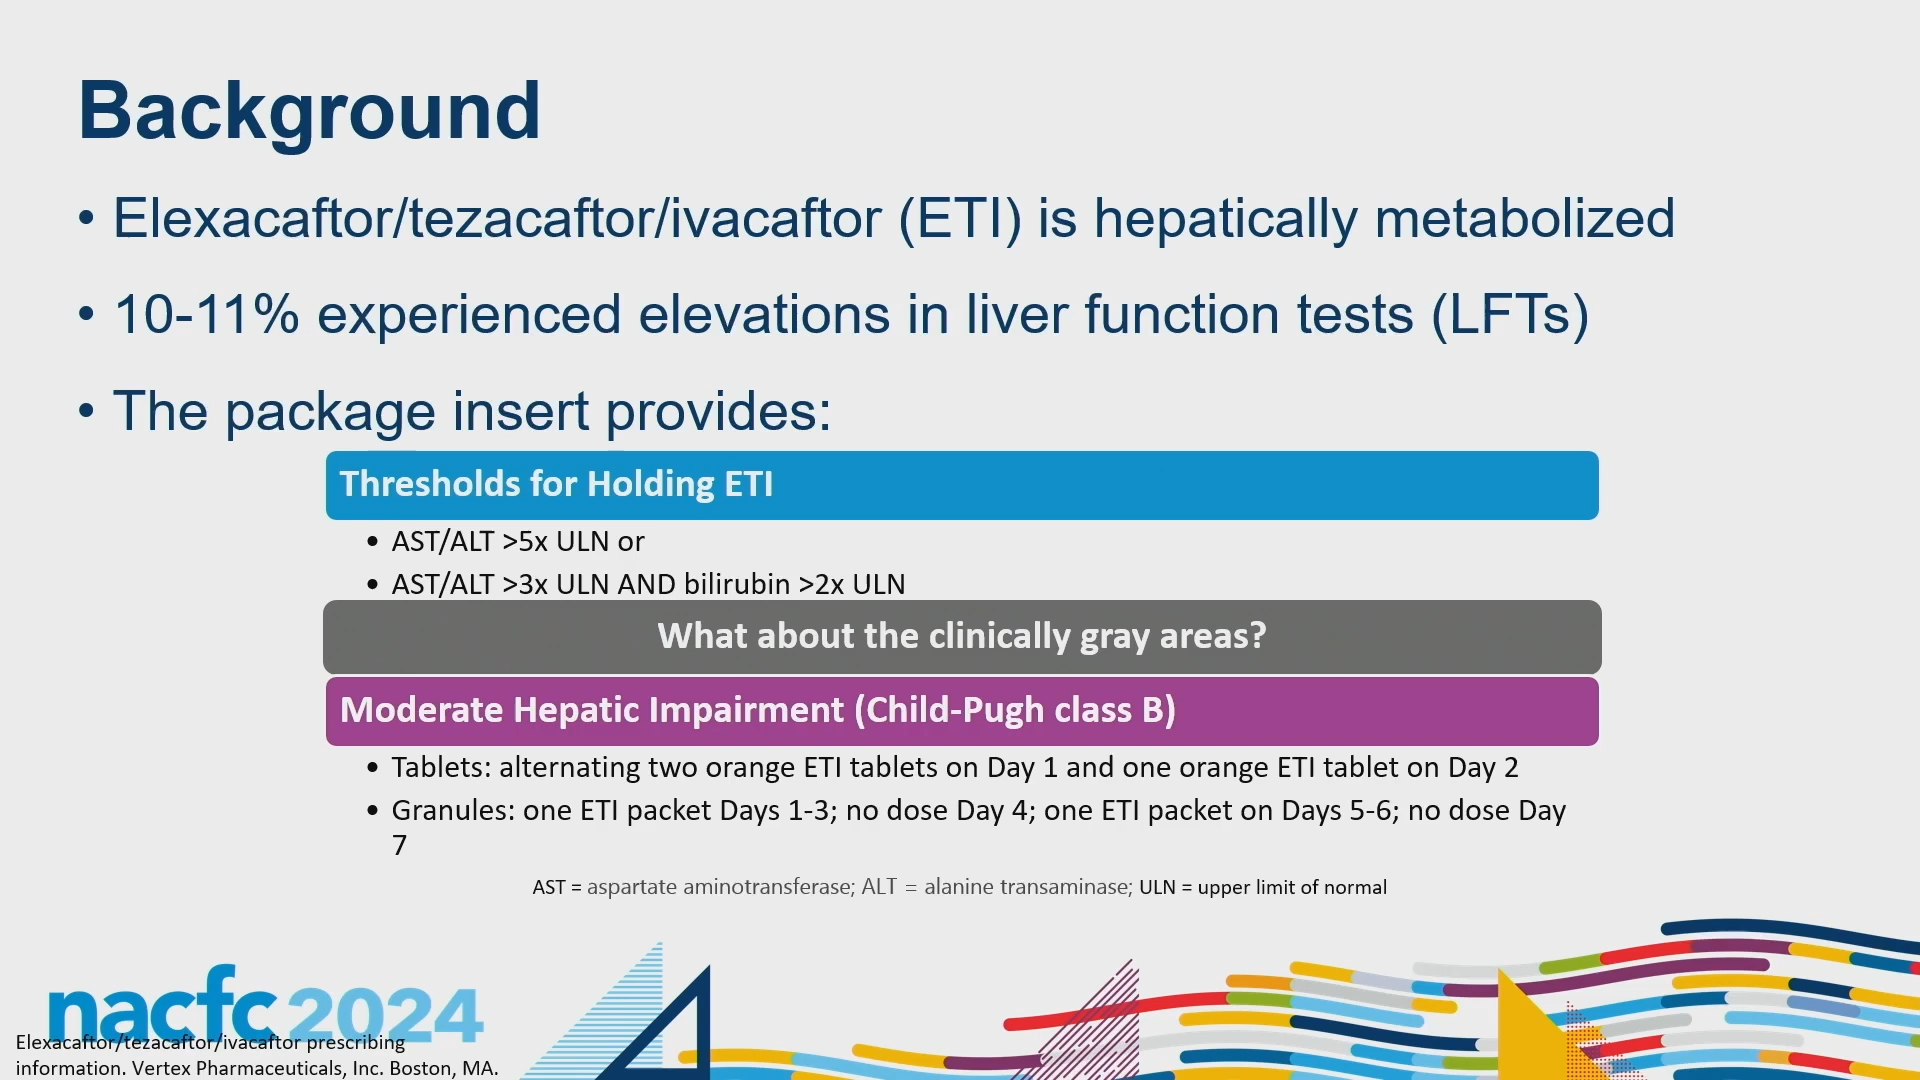 Background
• Elexacaftor/tezacaftor/ivacaftor (ETI) is hepatically metabolized
• 10-11% experienced elevations in liver function tests (LFTs)
• The package insert provides:
Thresholds for Holding ETI
• AST/ALT >5x ULN or
• AST/ALT >3x ULN AND bilirubin >2x ULN
What about the clinically gray areas?
Moderate Hepatic Impairment (Child-Pugh class B)
• Tablets: alternating two orange ETI tablets on Day 1 and one orange ETI tablet on Day 2
• Granules: one ETI packet Days 1-3; no dose Day 4; one ETI packet on Days 5-6; no dose Day
7
AST = aspartate aminotransferase; ALT = alanine transaminase; ULN = upper limit of normal
nacfc 2024
Elexacaftor/tezacaftor/ivacaftor prescribing
information. Vertex Pharmaceuticals, Inc. Boston, MA.